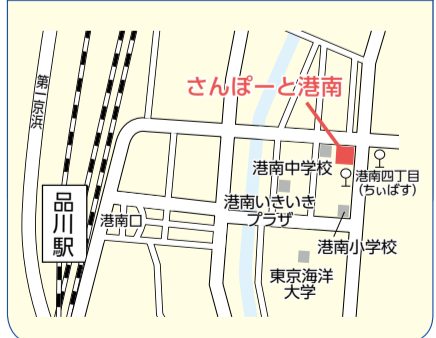 さんぽーと港南
第一京浜
港南中学校
港南四丁目
(ちぃばす)
品川駅
港南口
港南いきいき
プラザ
港南小学校
東京海洋
大学